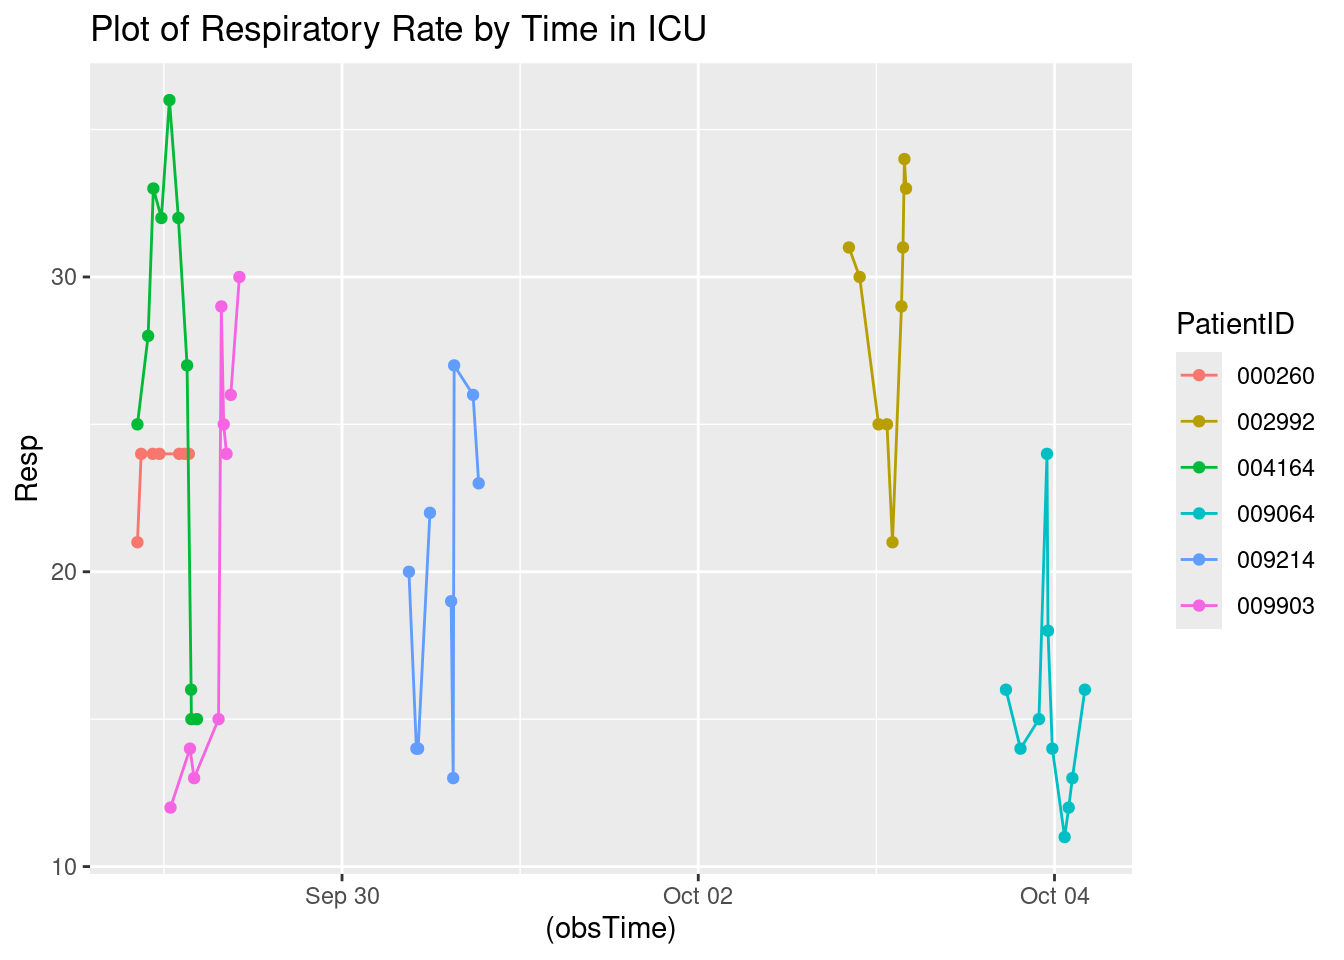 Plot of Respiratory Rate by Time in ICU
Resp
30
20
10
Sep 30
Oct 02
Oct 04
(obsTime)
PatientID
000260
002992
004164
009064
009214
009903